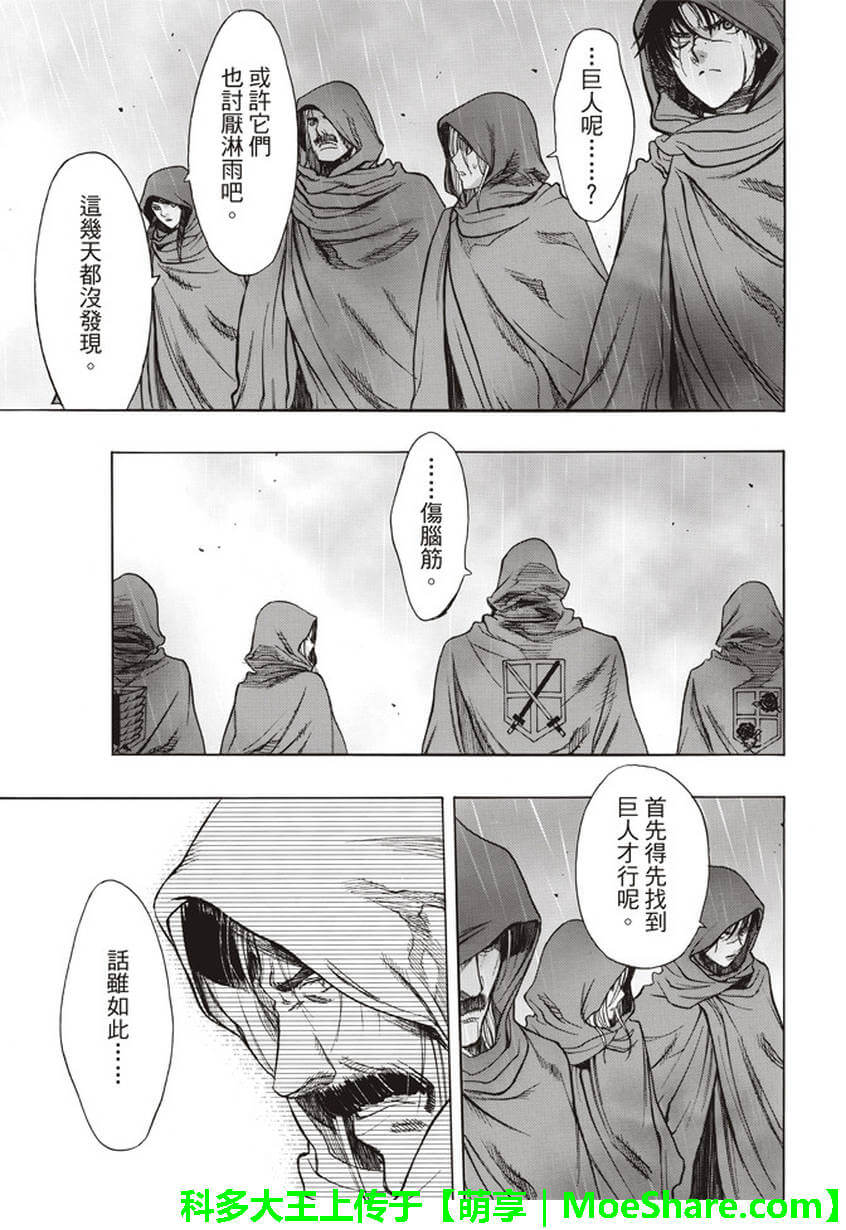 …巨人呢……?
或許它們
也討厭淋雨吧。
這幾天都沒發現。
……傷腦筋。
首先得先找到
巨人才行呢。
話雖如此……
科多大王上传于【萌享｜MoeShare.com】